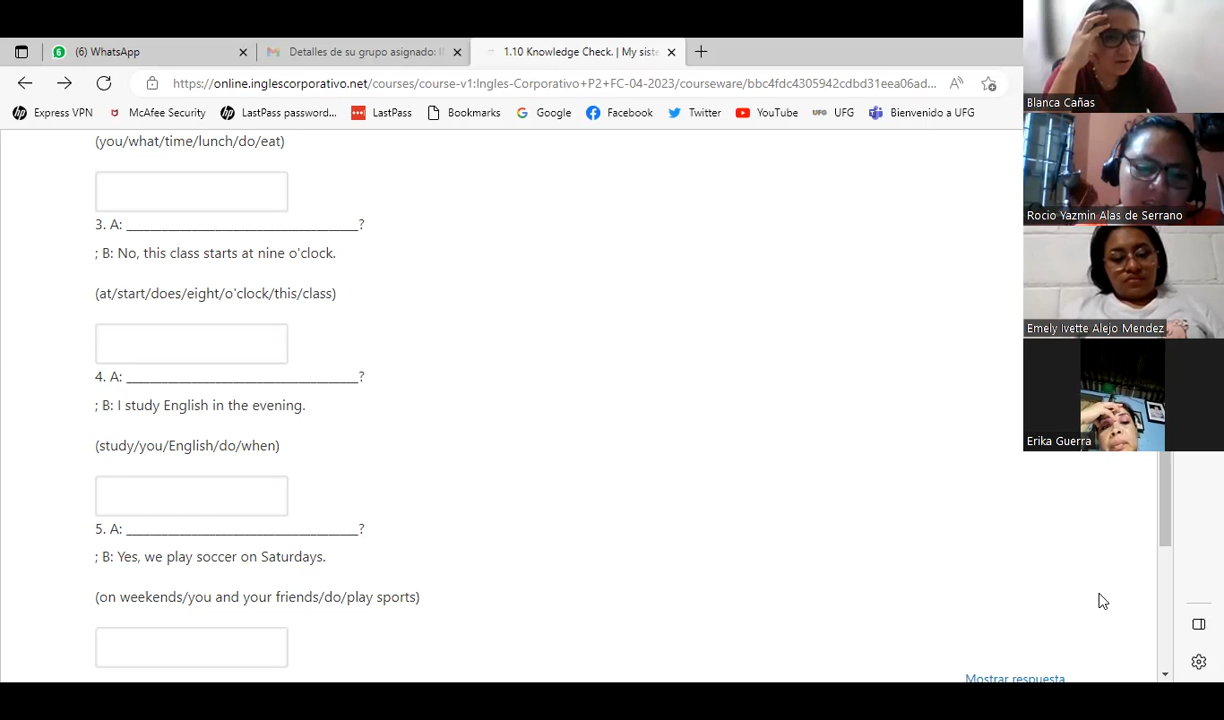 (6) WhatsApp
Detalles de su grupo asignado: II
1.10 Knowledge Check. | My siste
https://online.inglescorporativo.net/courses/course-v1:Ingles-Corporativo+P2+FC-04-2023/courseware/bbc4fdc4305942cdbd31eea06ad...
Express VPN
McAfee Security
LastPass password...
LastPass
Bookmarks
Google
Facebook
Twitter
YouTube
UFG
Bienvenido a UFG
(you/what/time/lunch/do/eat)
3. A: ___________________________________?
; B: No, this class starts at nine o'clock.
(at/start/does/eight/o'clock/this/class)
4. A: ___________________________________?
; B: I study English in the evening.
(study/you/English/do/when)
5. A: ___________________________________?
; B: Yes, we play soccer on Saturdays.
(on weekends/you and your friends/do/play sports)
Mostrar respuesta
Blanca Cañas
Rocio Yazmin Alas de Serrano
Emely Ivette Alejo Mendez
Erika Guerra